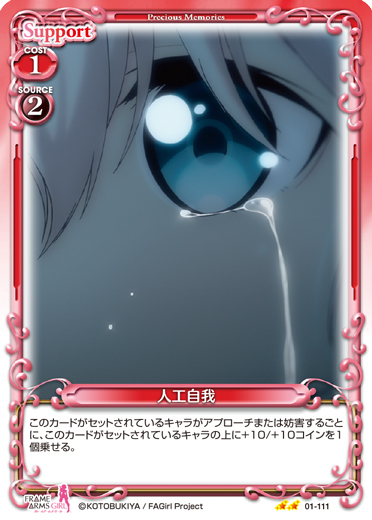 Precious Memories
Support
COST
1
SOURCE
2
人工自我
このカードがセットされているキャラがアプローチまたは妨害するごと
に、このカードがセットされているキャラの上に+10/+10コインを1
個乗せる。
FRAME
ARMS GIRL
©KOTOBUKIYA / FAGirl Project
01-111